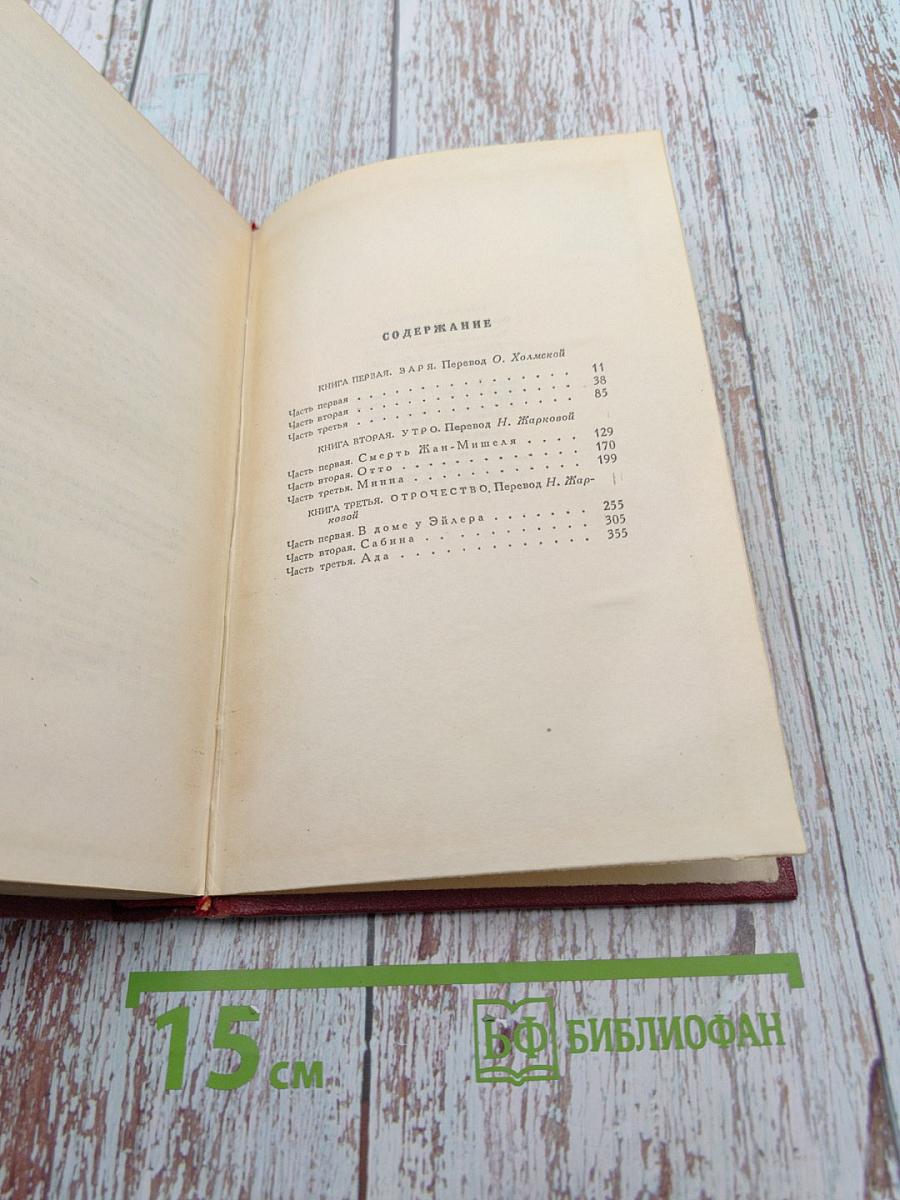 СОДЕРЖАНИЕ
КНИГА ПЕРВАЯ. ЗАРЯ. Перевод О. Холмской
Часть первая . . . . . . . . . . . . . . 11
Часть вторая . . . . . . . . . . . . . . 38
Часть третья . . . . . . . . . . . . . . 85
КНИГА ВТОРАЯ. УТРО. Перевод Н. Жарковой
Часть первая. Смерть Жан-Мишеля . . . . 129
Часть вторая. Отто . . . . . . . . . . . 170
Часть третья. Минна . . . . . . . . . . 199
КНИГА ТРЕТЬЯ. ОТРОЧЕСТВО. Перевод Н. Жар-
ковой
Часть первая. В доме у Эйлера . . . . . . . 255
Часть вторая. Сабина . . . . . . . . . . 305
Часть третья. Ада . . . . . . . . . . . . 355
15 см
БФ БИБЛИОФАН